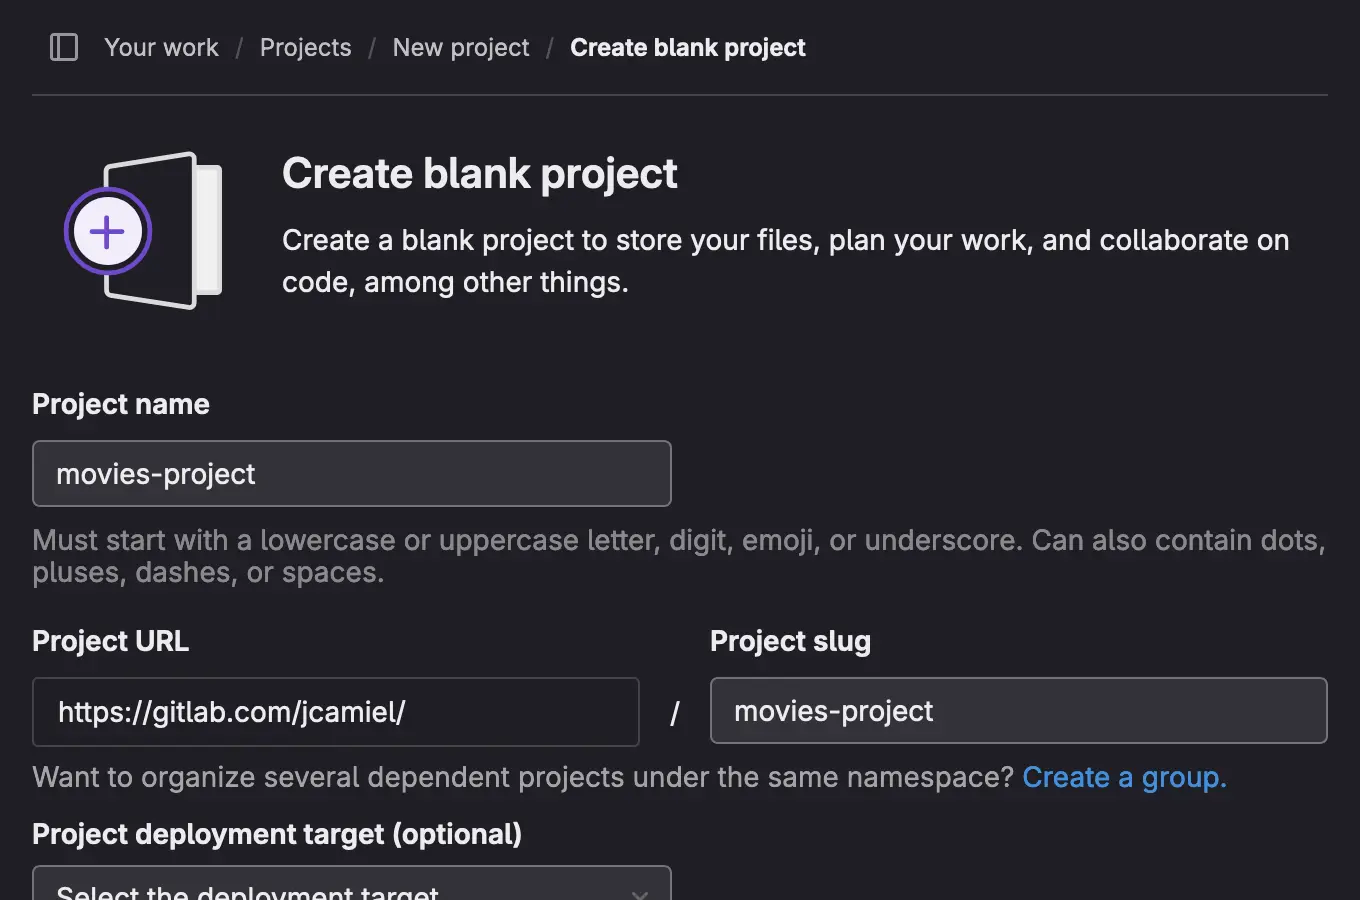 Your work / Projects / New project / Create blank project
Create blank project
Create a blank project to store your files, plan your work, and collaborate on
code, among other things.
Project name
movies-project
Must start with a lowercase or uppercase letter, digit, emoji, or underscore. Can also contain dots,
pluses, dashes, or spaces.
Project URL
Project slug
https://gitlab.com/jcamiel/
/
movies-project
Want to organize several dependent projects under the same namespace? Create a group.
Project deployment target (optional)
Select the deployment target